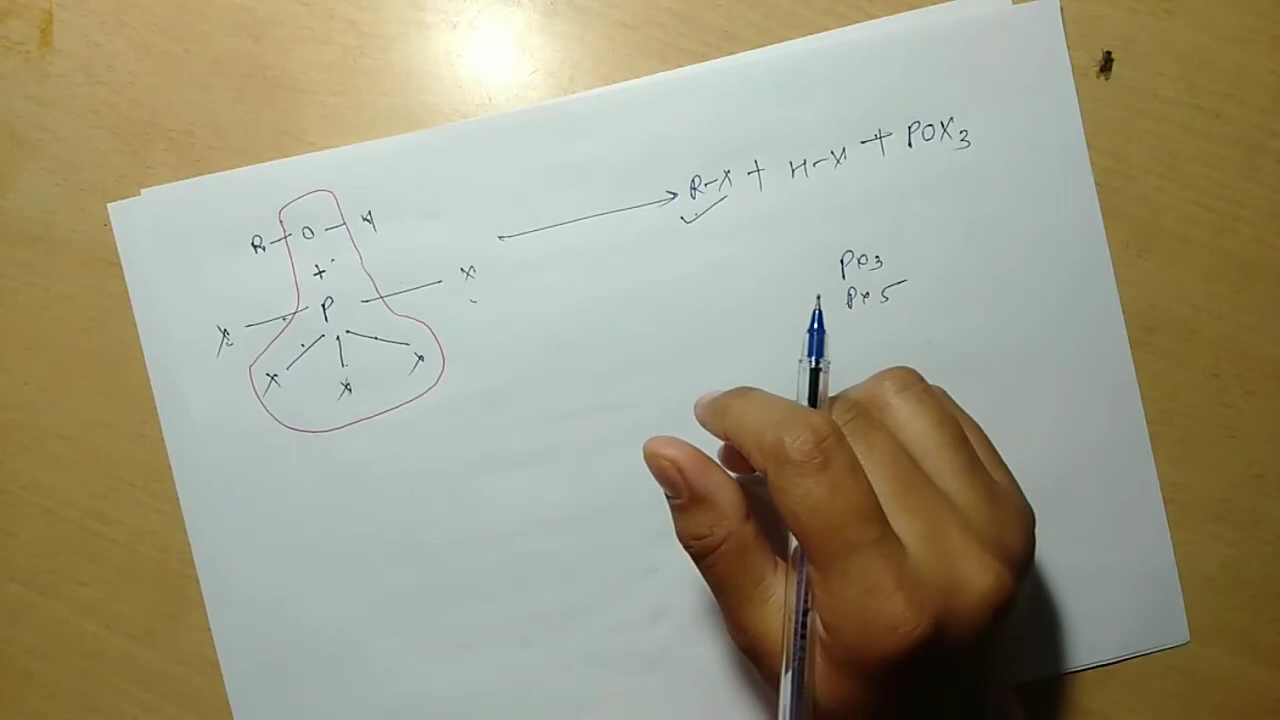 R-X + H-X + POX3
R-O-H
+
X P X
X X X
PX3
PX5